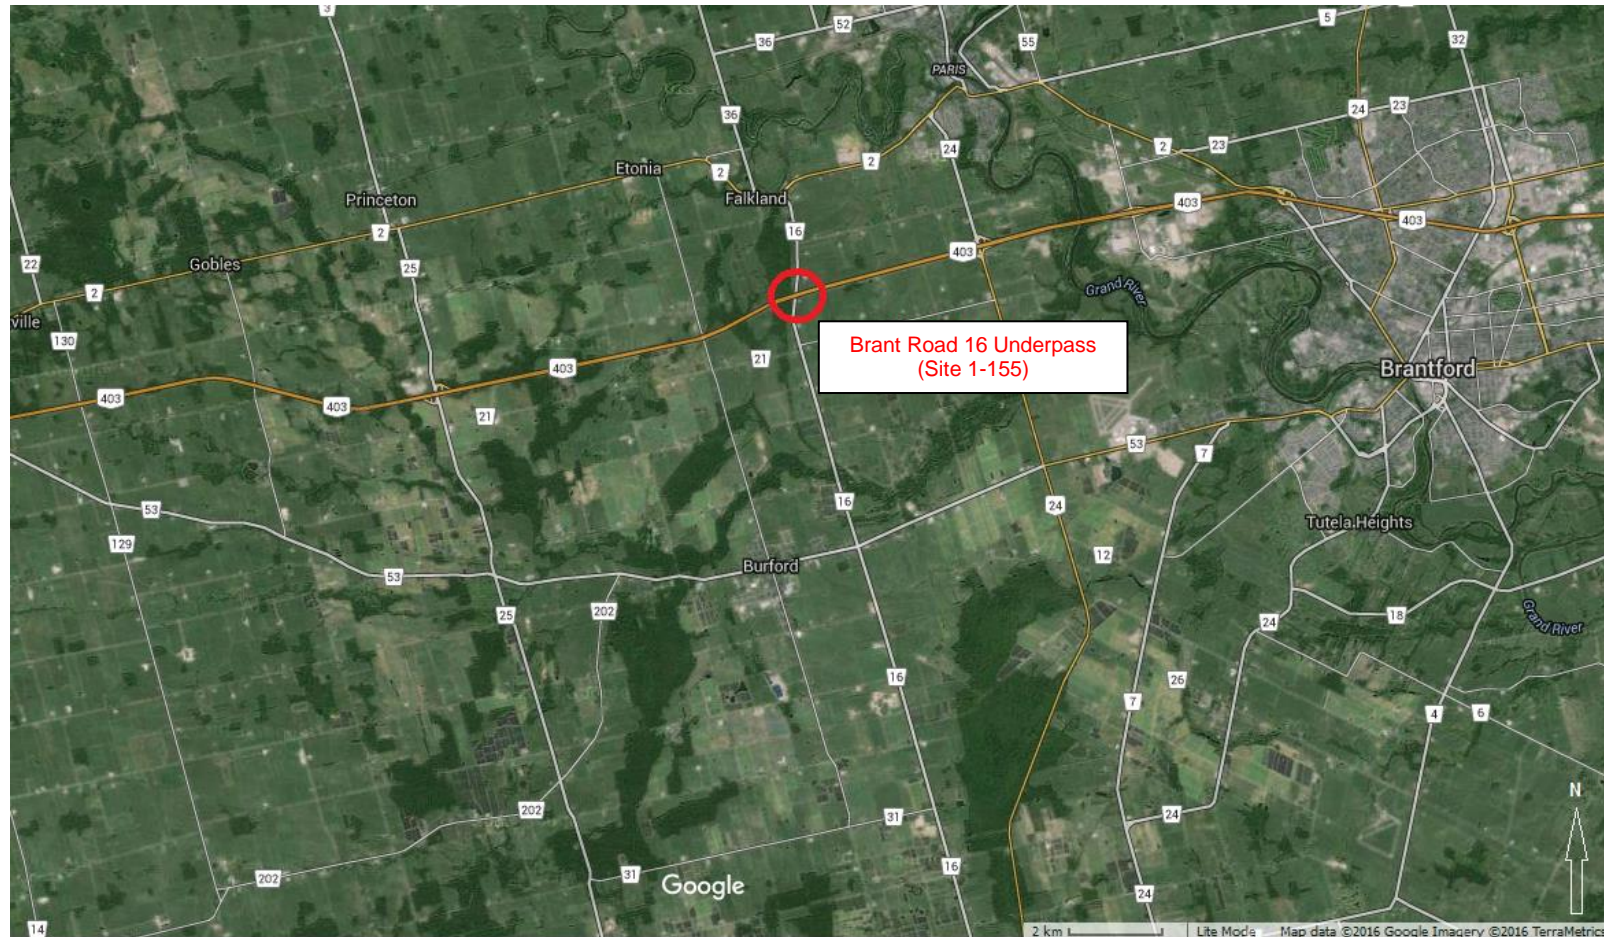 3
52
36
5
55
32
PARIS
24
23
36
2
23
24
2
Etonia
2
Falkland
Princeton
2
16
403
403
403
22
Gobles
25
2
Grand River
ville
130
Brant Road 16 Underpass
(Site 1-155)
21
403
Brantford
403
403
21
53
7
16
24
53
129
Tutela Heights
12
Burford
53
25
202
24
18
Grand River
16
26
7
4
6
N
202
31
24
16
202
31
Google
24
14
2 km
Lite Mode
Map data ©2016 Google Imagery ©2016 TerraMetrics